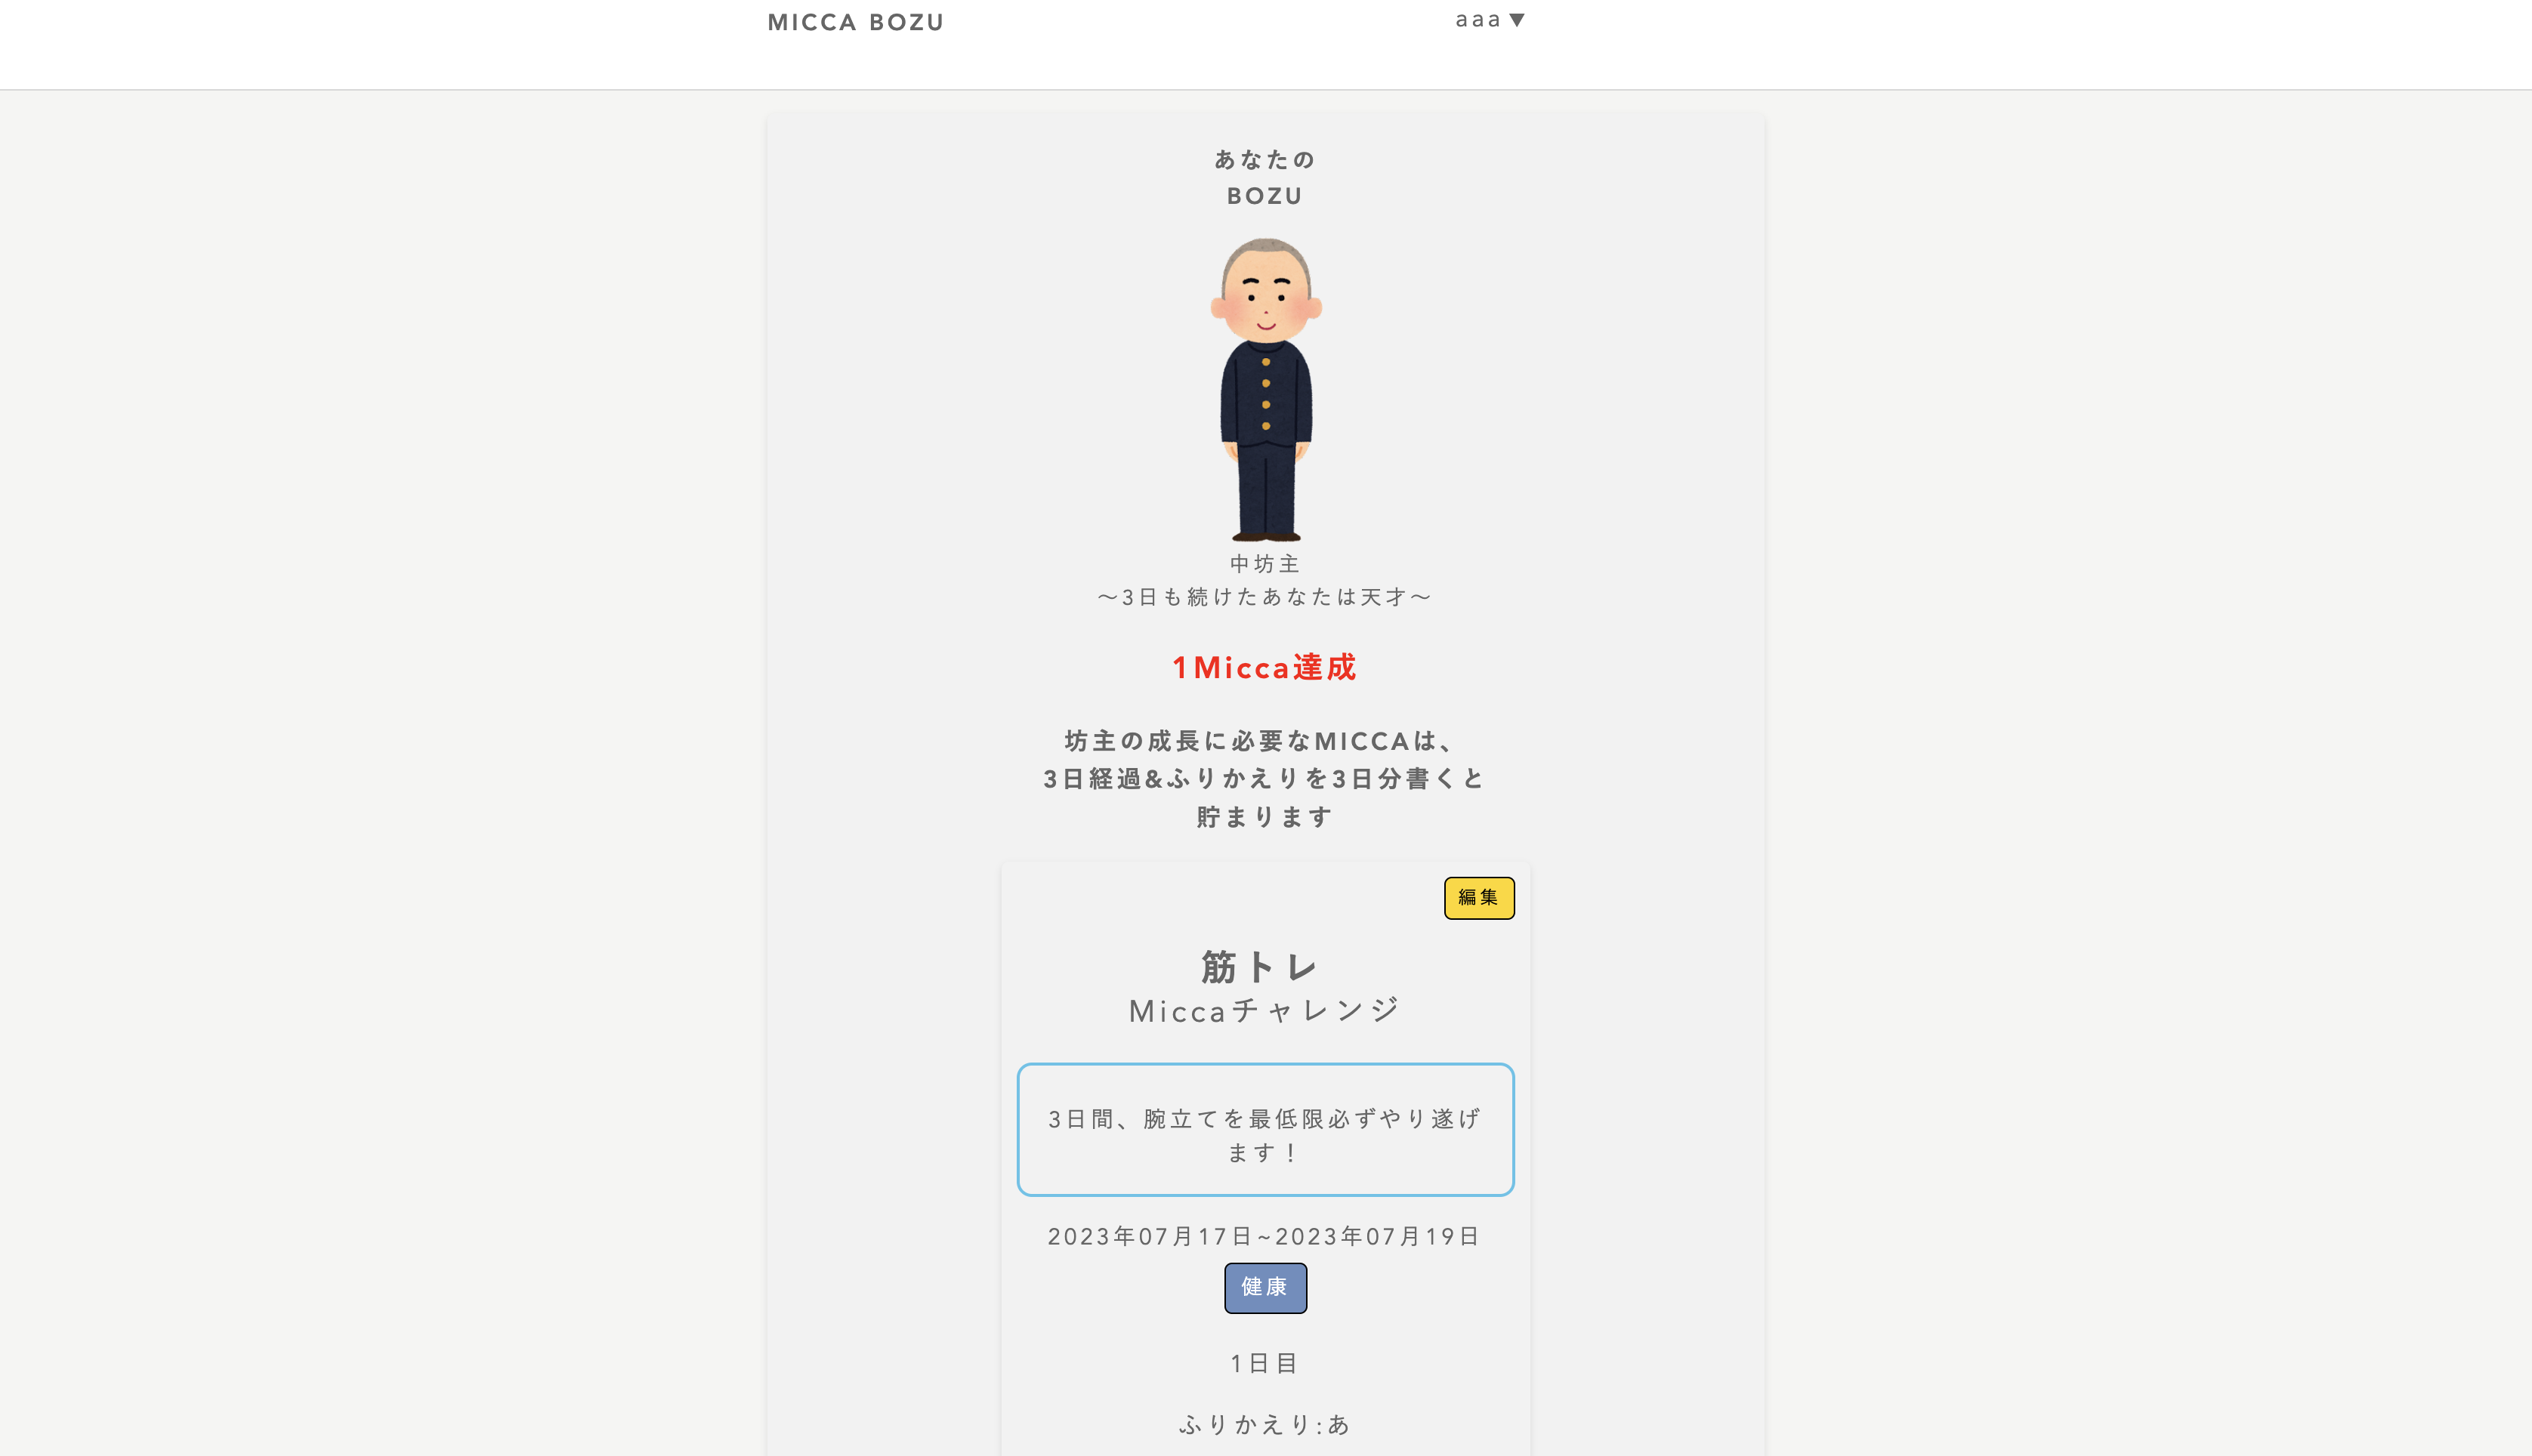 MICCA BOZU
aaa ▼
あなたの
BOZU
中坊主
〜3日も続けたあなたは天才〜
1Micca達成
坊主の成長に必要なMICCAは、
3日経過&ふりかえりを3日分書くと
貯まります
編集
筋トレ
Miccaチャレンジ
3日間、腕立てを最低限必ずやり遂げ
ます！
2023年07月17日~2023年07月19日
健康
1日目
ふりかえり:あ